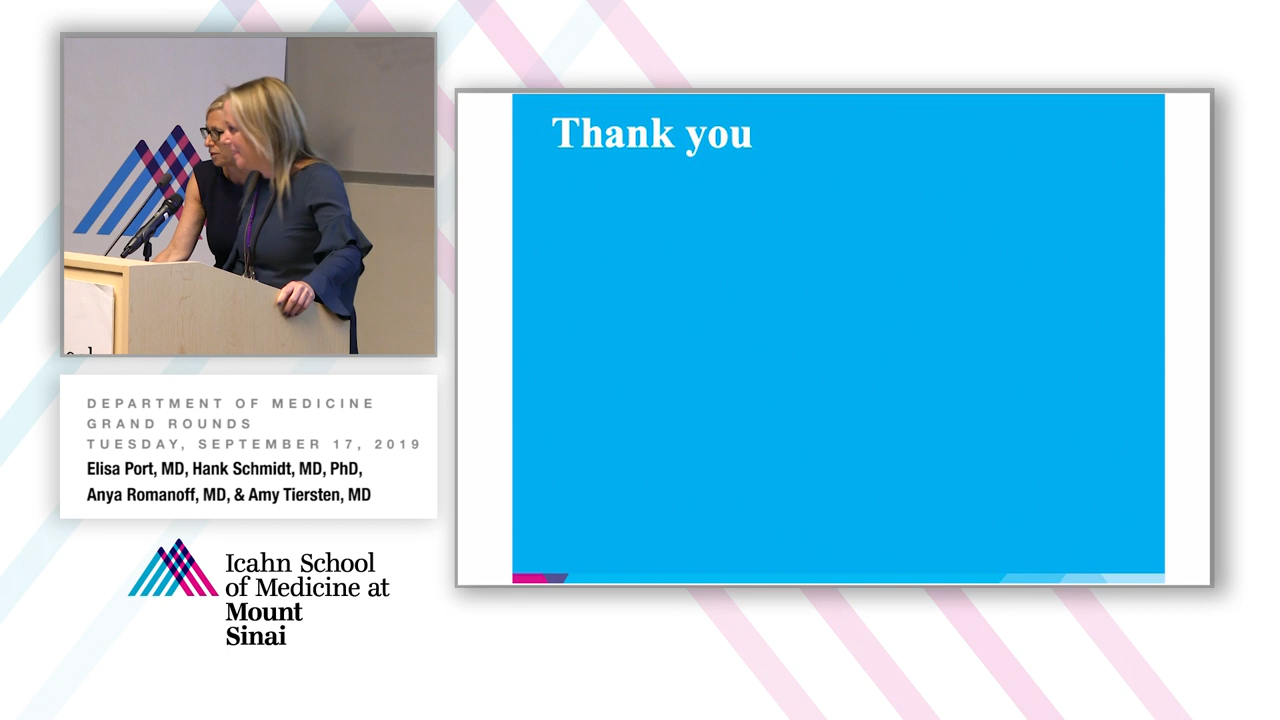 Thank you
DEPARTMENT OF MEDICINE
GRAND ROUNDS
TUESDAY, SEPTEMBER 17, 2019
Elisa Port, MD, Hank Schmidt, MD, PhD,
Anya Romanoff, MD, & Amy Tiersten, MD
Icahn School
of Medicine at
Mount
Sinai